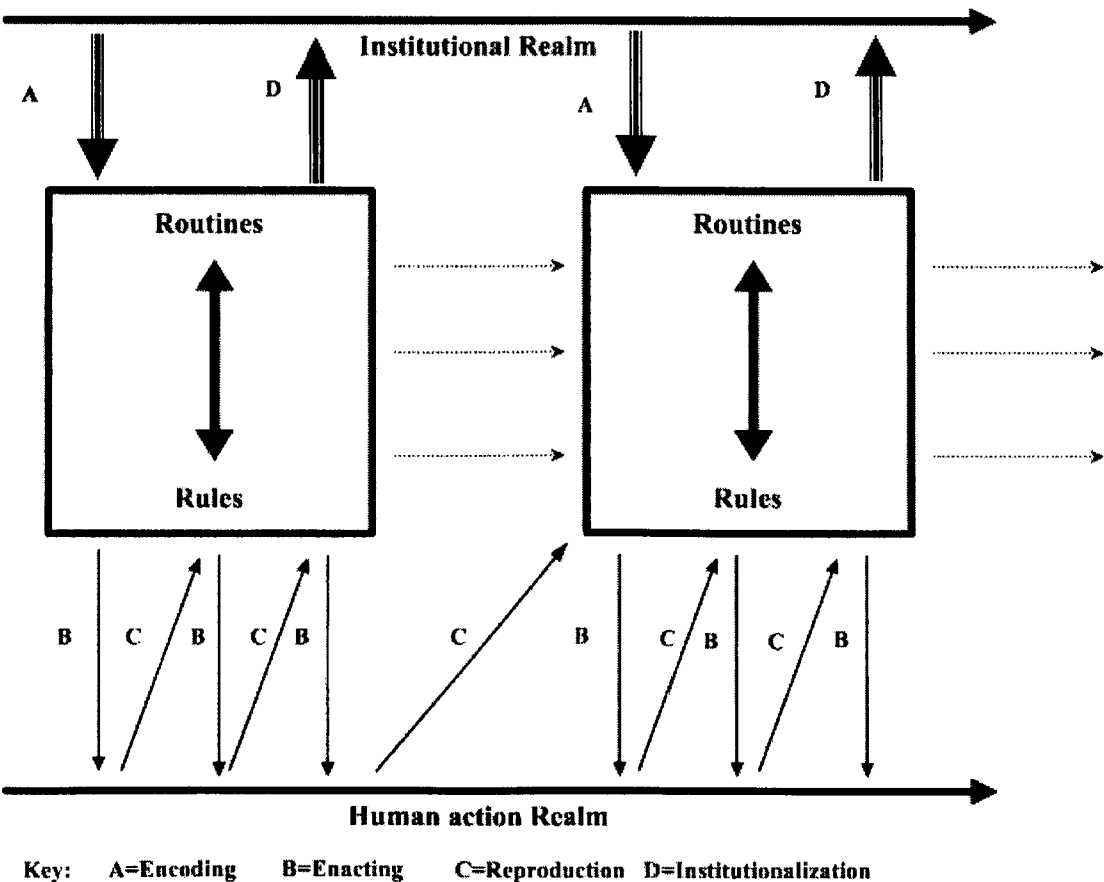 Institutional Realm
A D A D
Routines Routines
Rules Rules
B C B C B C B C B C B
Human action Realm
Key: A=Encoding B=Enacting C=Reproduction D=Institutionalization